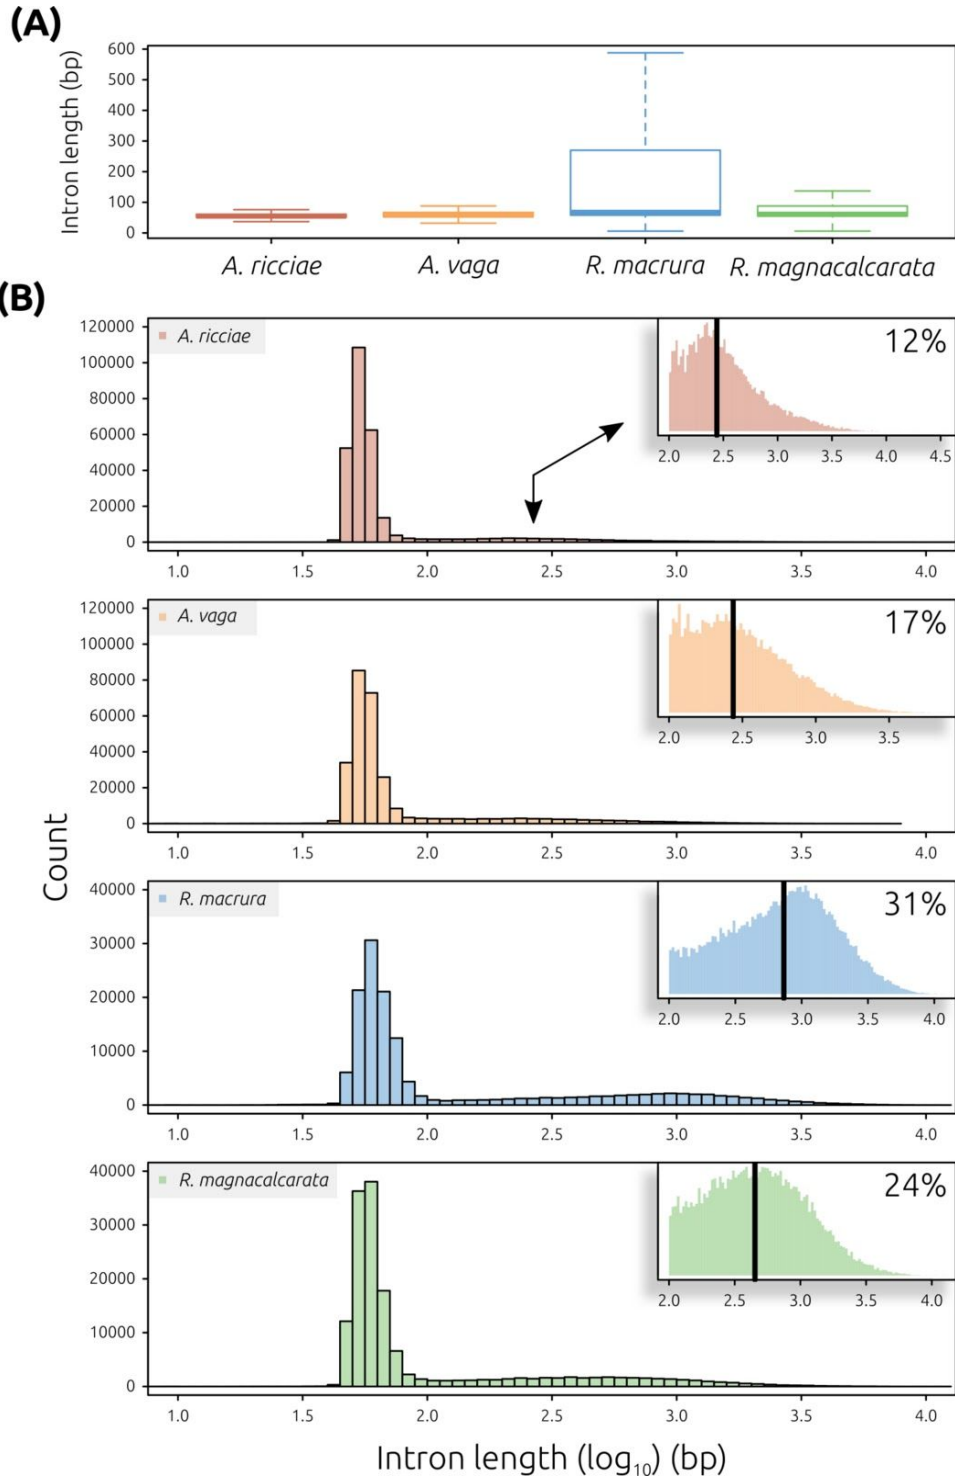 (A)
Intron length (bp)
600
500
400
300
200
100
0
A. ricciae A. vaga R. macrura R. magnacalcarata
(B)
Count
A. ricciae
120000
100000
80000
60000
40000
20000
0
1.0 1.5 2.0 2.5 3.0 3.5 4.0
12%
2.0 2.5 3.0 3.5 4.0 4.5
A. vaga
120000
100000
80000
60000
40000
20000
0
1.0 1.5 2.0 2.5 3.0 3.5 4.0
17%
2.0 2.5 3.0 3.5
R. macrura
40000
30000
20000
10000
0
1.0 1.5 2.0 2.5 3.0 3.5 4.0
31%
2.0 2.5 3.0 3.5 4.0
R. magnacalcarata
40000
30000
20000
10000
0
1.0 1.5 2.0 2.5 3.0 3.5 4.0
24%
2.0 2.5 3.0 3.5 4.0
Intron length (log₁₀) (bp)